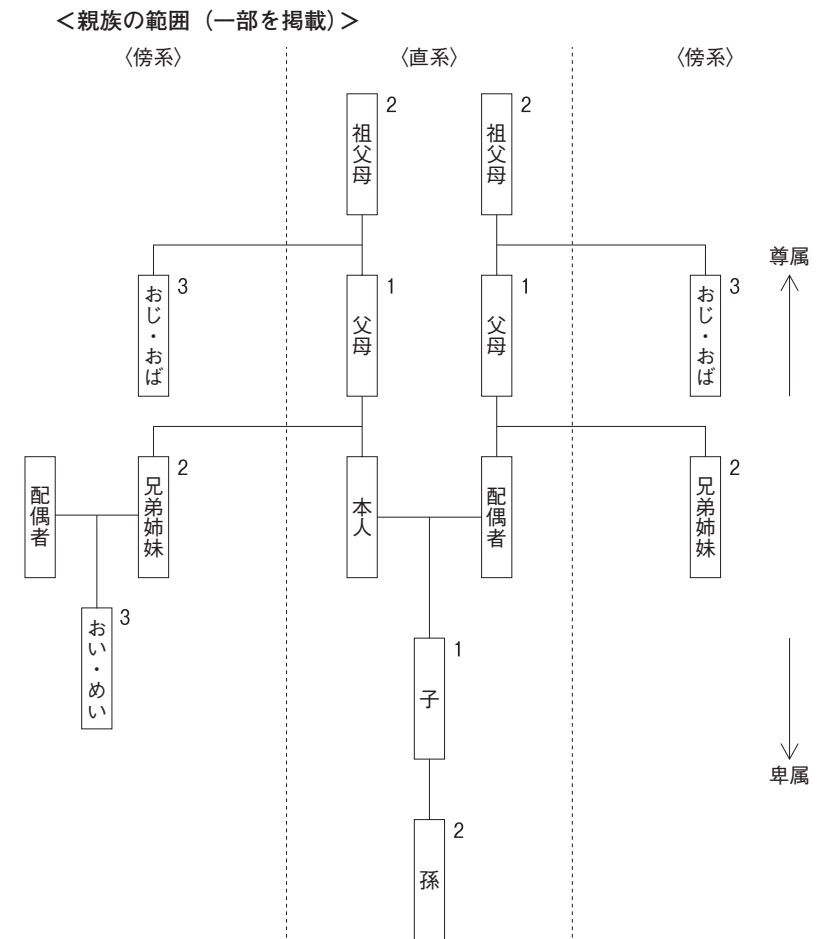 ＜親族の範囲（一部を掲載）＞
〈傍系〉 〈直系〉 〈傍系〉
祖父母 2
祖父母 2
尊属
おじ・おば 3
父母 1
父母 1
おじ・おば 3
配偶者
兄弟姉妹 2
本人
配偶者
兄弟姉妹 2
おい・めい 3
子 1
卑属
孫 2